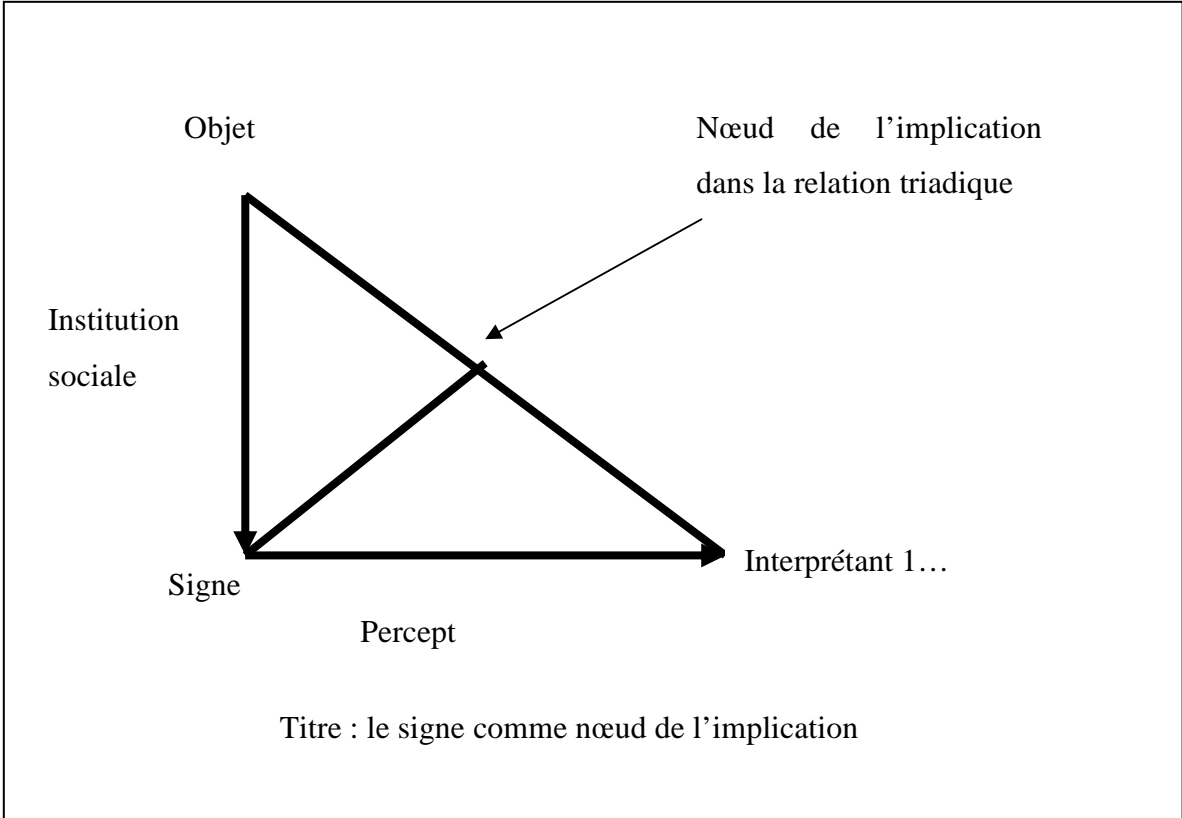 Objet
Nœud de l’implication
dans la relation triadique
Institution
sociale
Interprétant 1…
Signe
Percept
Titre : le signe comme nœud de l’implication